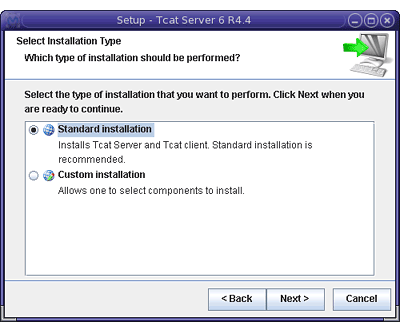 Setup - Tcat Server 6 R4.4
Select Installation Type
Which type of installation should be performed?
Select the type of installation that you want to perform. Click Next when you
are ready to continue.
Standard installation
Installs Tcat Server and Tcat client. Standard installation is
recommended.
Custom installation
Allows one to select components to install.
< Back
Next >
Cancel